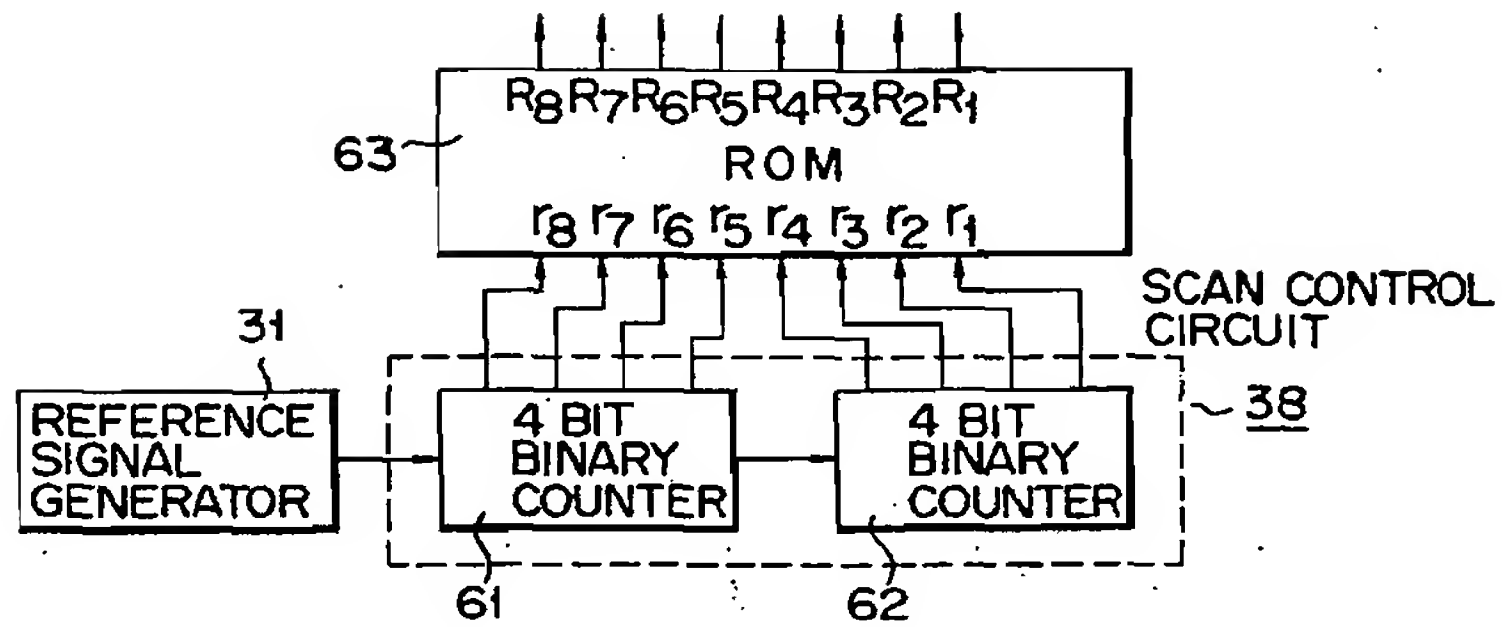 R8 R7 R6 R5 R4 R3 R2 R1
63
ROM
r8 r7 r6 r5 r4 r3 r2 r1
SCAN CONTROL
CIRCUIT
31
38
REFERENCE
SIGNAL
GENERATOR
4 BIT
BINARY
COUNTER
4 BIT
BINARY
COUNTER
61
62